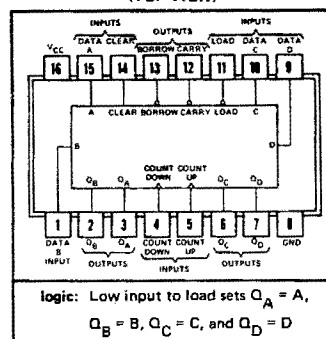 (TOP VIEW)
INPUTS OUTPUTS INPUTS
DATA DATA DATA
VCC A CLEAR BORROW CARRY LOAD C D
16 15 14 13 12 11 10 9
A CLEAR BORROW CARRY LOAD C
B D
COUNT COUNT
QB QA DOWN UP QC QD
1 2 3 4 5 6 7 8
DATA QB QA COUNT COUNT QC QD GND
B DOWN UP
INPUT OUTPUTS INPUTS OUTPUTS
logic: Low input to load sets QA = A,
QB = B, QC = C, and QD = D